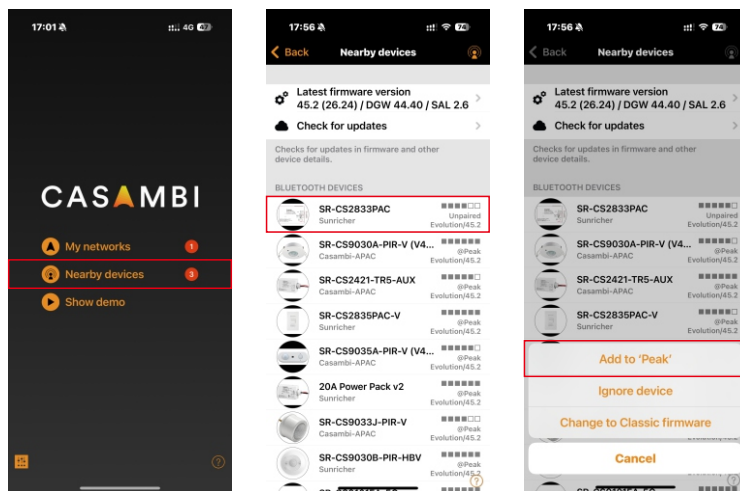 17:01
4G 47
CASAMBI
My networks 1
Nearby devices 3
Show demo
?
17:56
74
Back Nearby devices
Latest firmware version
45.2 (26.24) / DGW 44.40 / SAL 2.6
Check for updates
Checks for updates in firmware and other
device details.
BLUETOOTH DEVICES
SR-CS2833PAC
Unpaired
Sunricher
Evolution/45.2
SR-CS9030A-PIR-V (V4...
@Peak
Casambi-APAC
Evolution/45.2
SR-CS2421-TR5-AUX
@Peak
Casambi-APAC
Evolution/45.2
SR-CS2835PAC-V
@Peak
Sunricher
Evolution/45.2
SR-CS9035A-PIR-V (V4...
@Peak
Casambi-APAC
Evolution/45.2
20A Power Pack v2
@Peak
Sunricher
Evolution/45.2
SR-CS9033J-PIR-V
@Peak
Casambi-APAC
Evolution/45.2
SR-CS9030B-PIR-HBV
@Peak
Sunricher
Evolution/45.2
?
17:56
74
Back Nearby devices
Latest firmware version
45.2 (26.24) / DGW 44.40 / SAL 2.6
Check for updates
Checks for updates in firmware and other
device details.
BLUETOOTH DEVICES
SR-CS2833PAC
Unpaired
Sunricher
Evolution/45.2
SR-CS9030A-PIR-V (V4...
@Peak
Casambi-APAC
Evolution/45.2
SR-CS2421-TR5-AUX
@Peak
Casambi-APAC
Evolution/45.2
SR-CS2835PAC-V
@Peak
Sunricher
Evolution/45.2
Add to ‘Peak’
Ignore device
Change to Classic firmware
Cancel
?